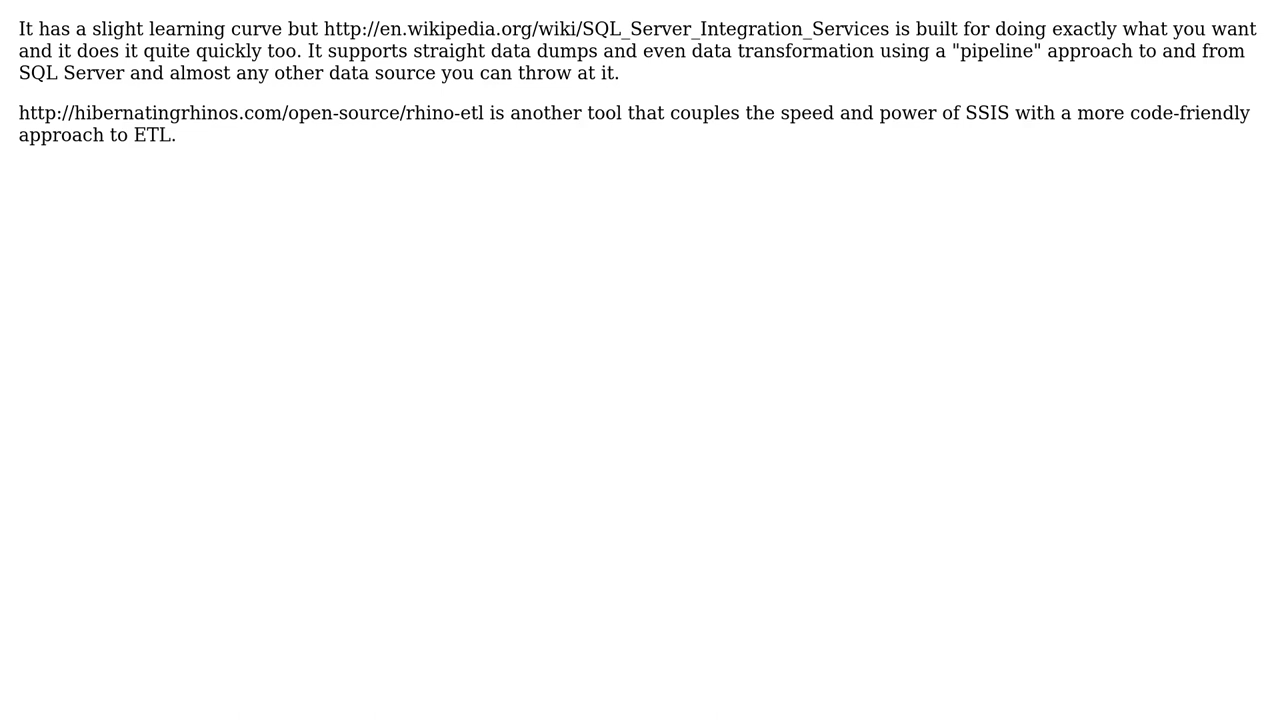 It has a slight learning curve but http://en.wikipedia.org/wiki/SQL_Server_Integration_Services is built for doing exactly what you want
and it does it quite quickly too. It supports straight data dumps and even data transformation using a "pipeline" approach to and from
SQL Server and almost any other data source you can throw at it.
http://hibernatingrhinos.com/open-source/rhino-etl is another tool that couples the speed and power of SSIS with a more code-friendly
approach to ETL.